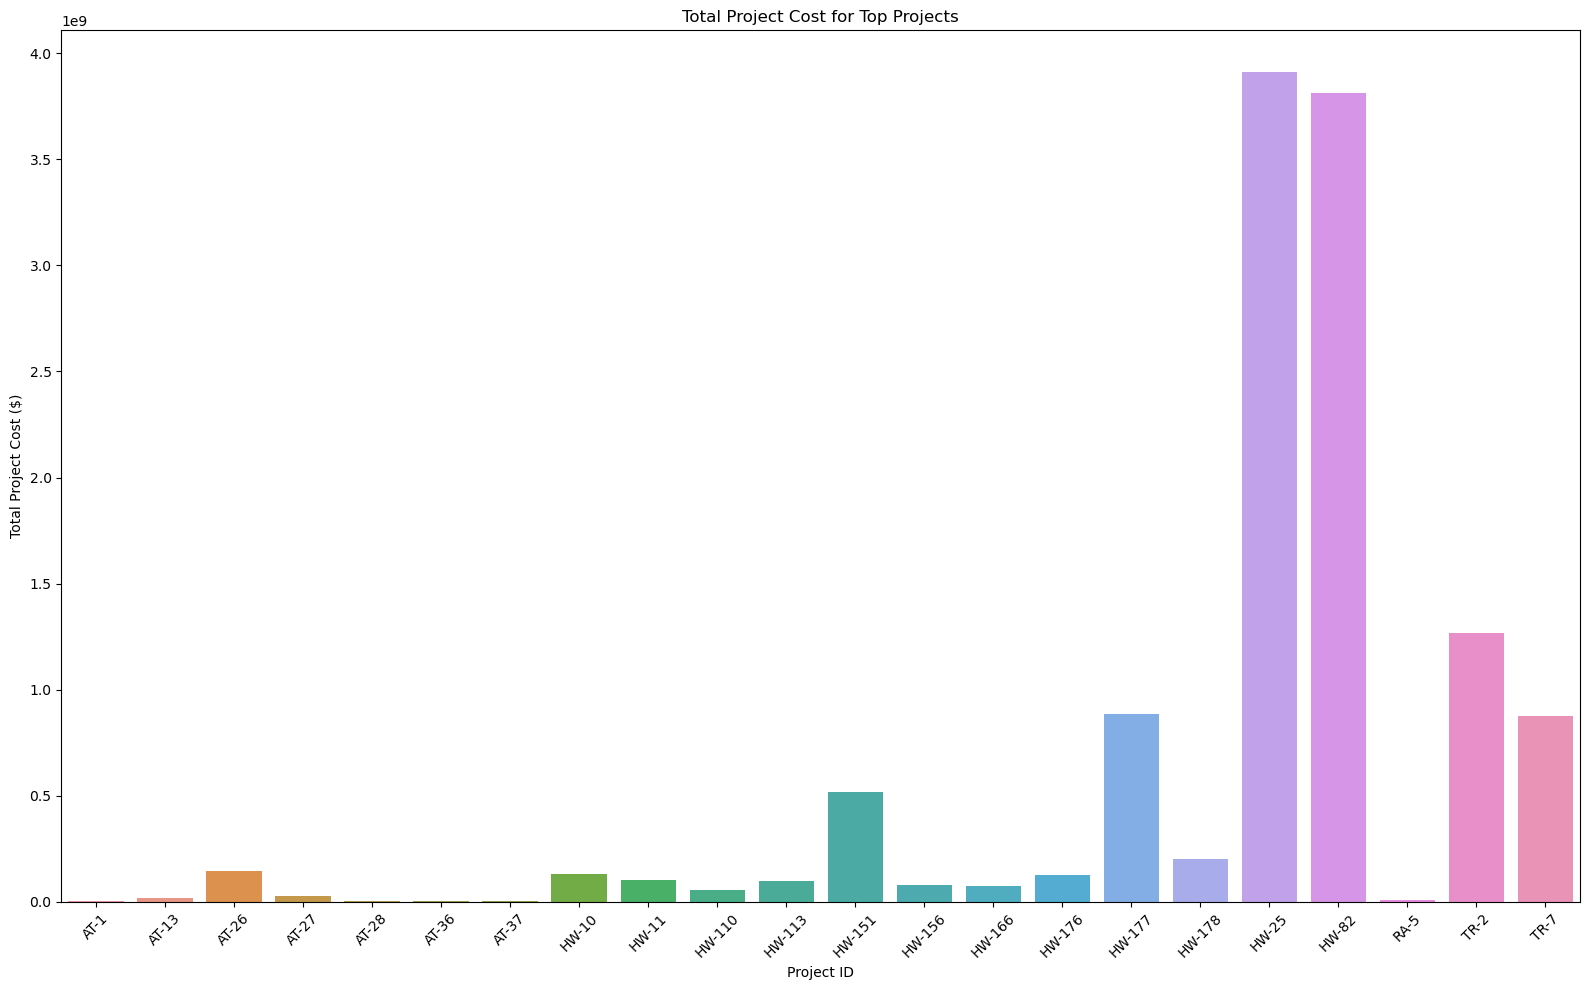 Total Project Cost for Top Projects
1e9
4.0
3.5
3.0
2.5
2.0
1.5
1.0
0.5
0.0
Total Project Cost ($)
AT-1
AT-13
AT-26
AT-27
AT-28
AT-36
AT-37
HW-10
HW-11
HW-110
HW-113
HW-151
HW-156
HW-166
HW-176
HW-177
HW-178
HW-25
HW-82
RA-5
TR-2
TR-7
Project ID